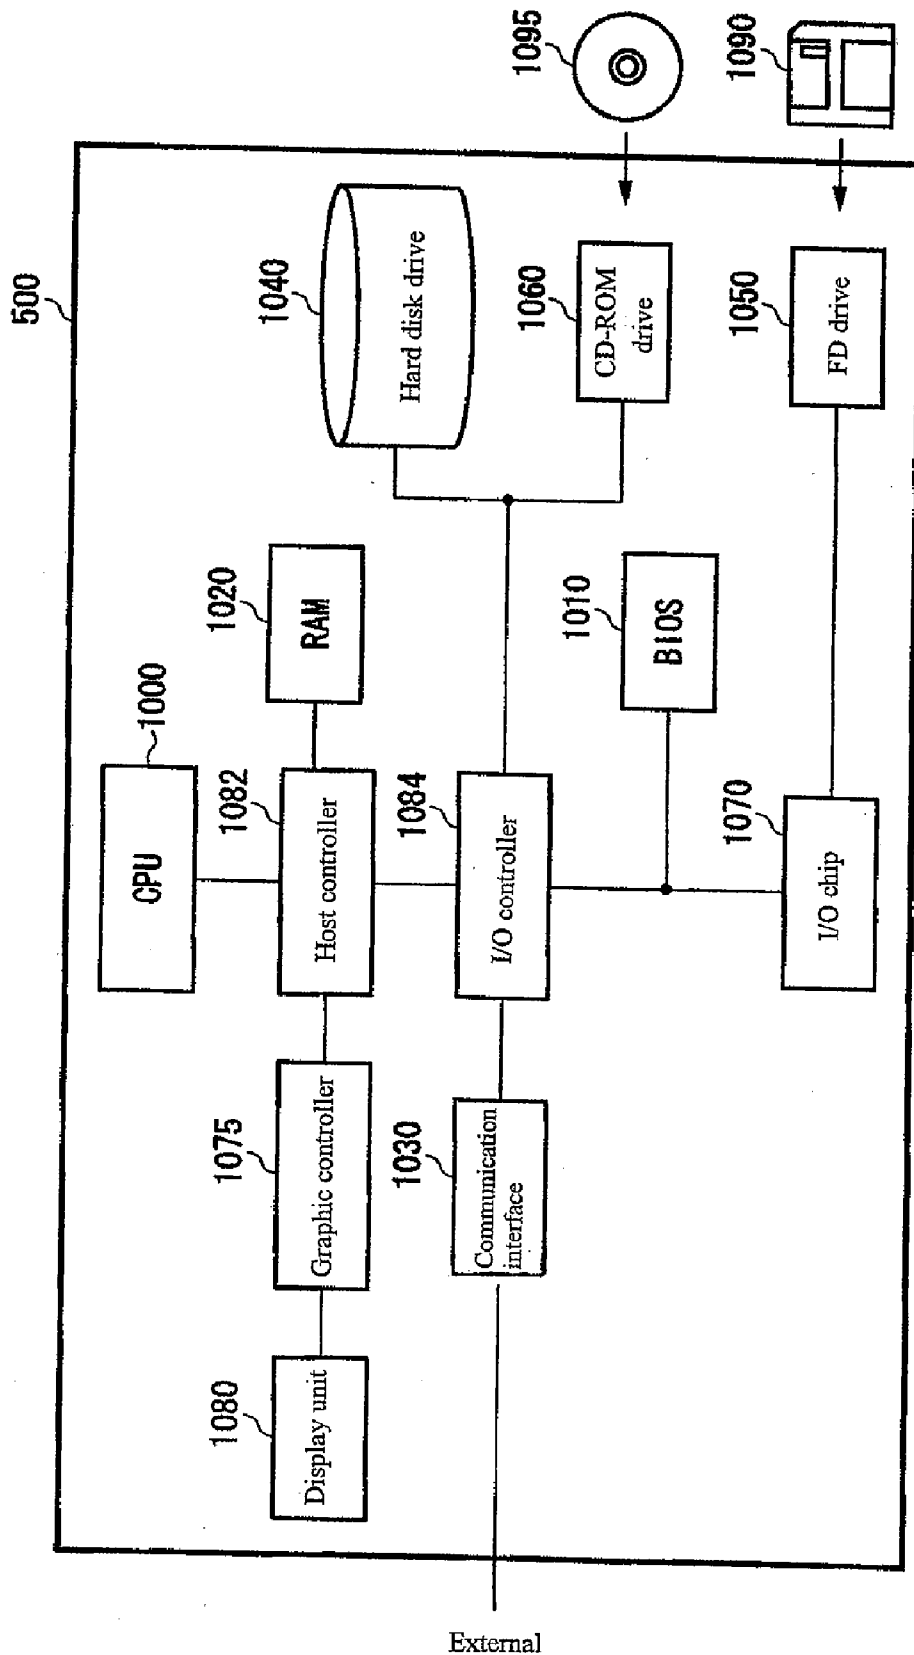 500
CPU
1000
1082
Host controller
1020
RAM
1075
Graphic controller
1080
Display unit
1084
I/O controller
1030
Communication
interface
1040
Hard disk drive
1060
CD-ROM
drive
1095
1010
BIOS
1070
I/O chip
1050
FD drive
1090
External